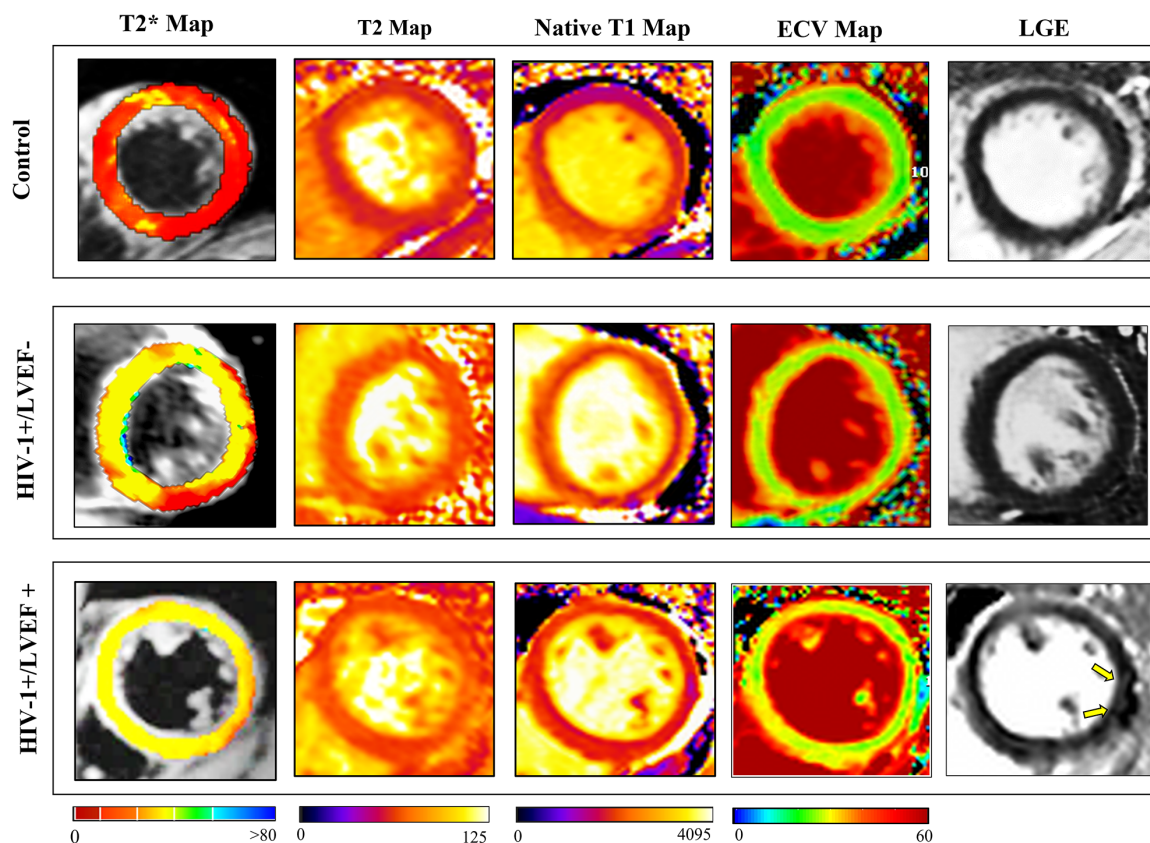 T2* Map T2 Map Native T1 Map ECV Map LGE
Control
10
HIV-1+/LVEF-
HIV-1+/LVEF +
0 >80 0 125 0 4095 0 60